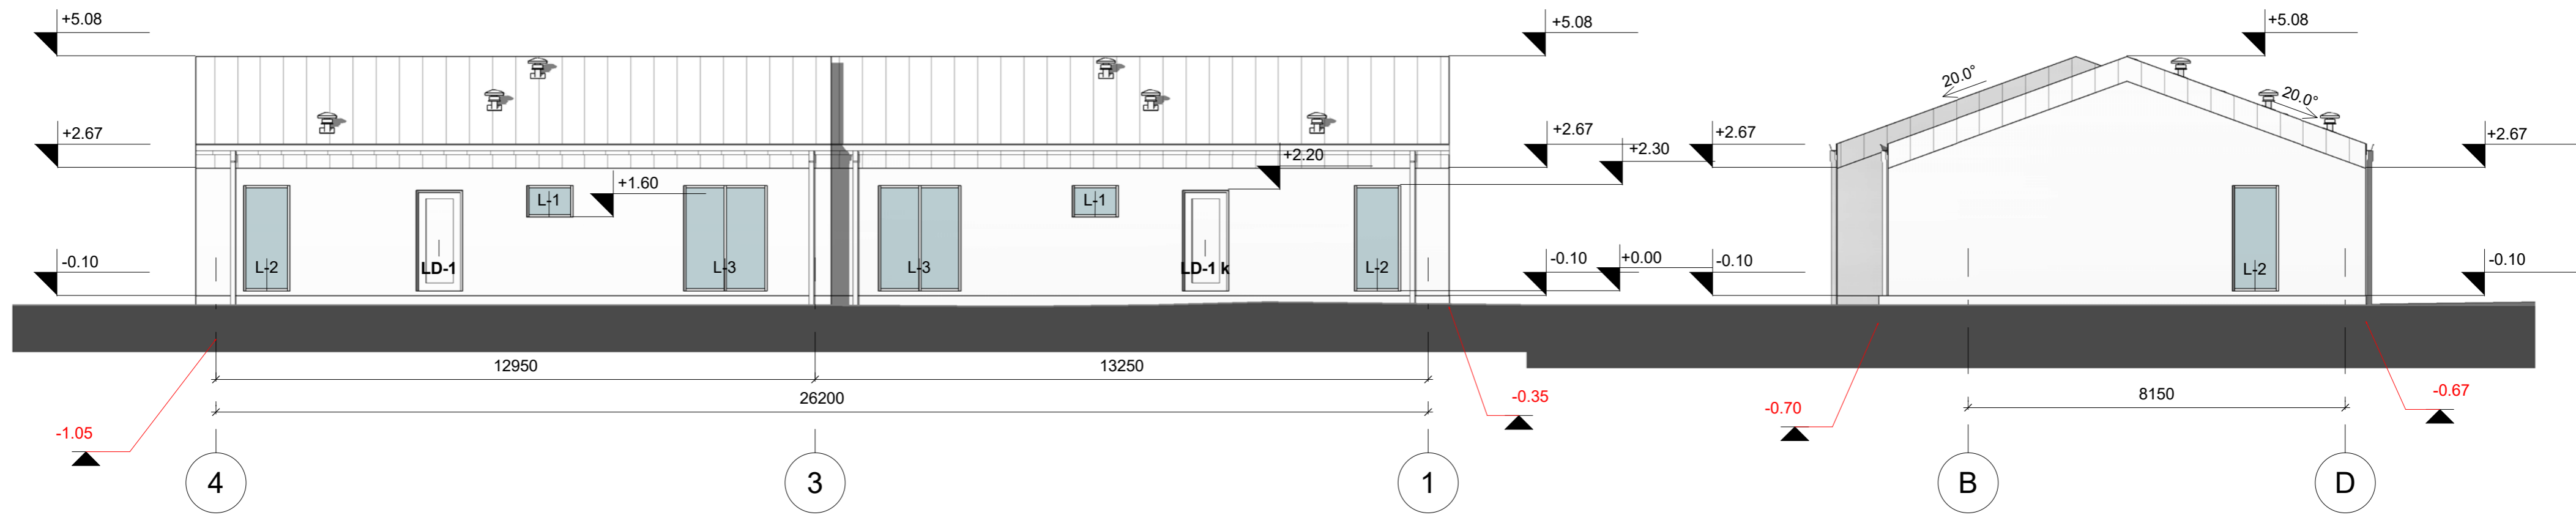 +5.08
+5.08
+5.08
20.0°
20.0°
+2.67
+2.67
+2.30
+2.67
+2.67
+2.20
+1.60
L-1
L-1
-0.10
L-2
LD-1
L-3
L-3
LD-1 k
L-2
-0.10
+0.00
-0.10
L-2
-0.10
12950
13250
26200
8150
-1.05
-0.35
-0.70
-0.67
4
3
1
B
D